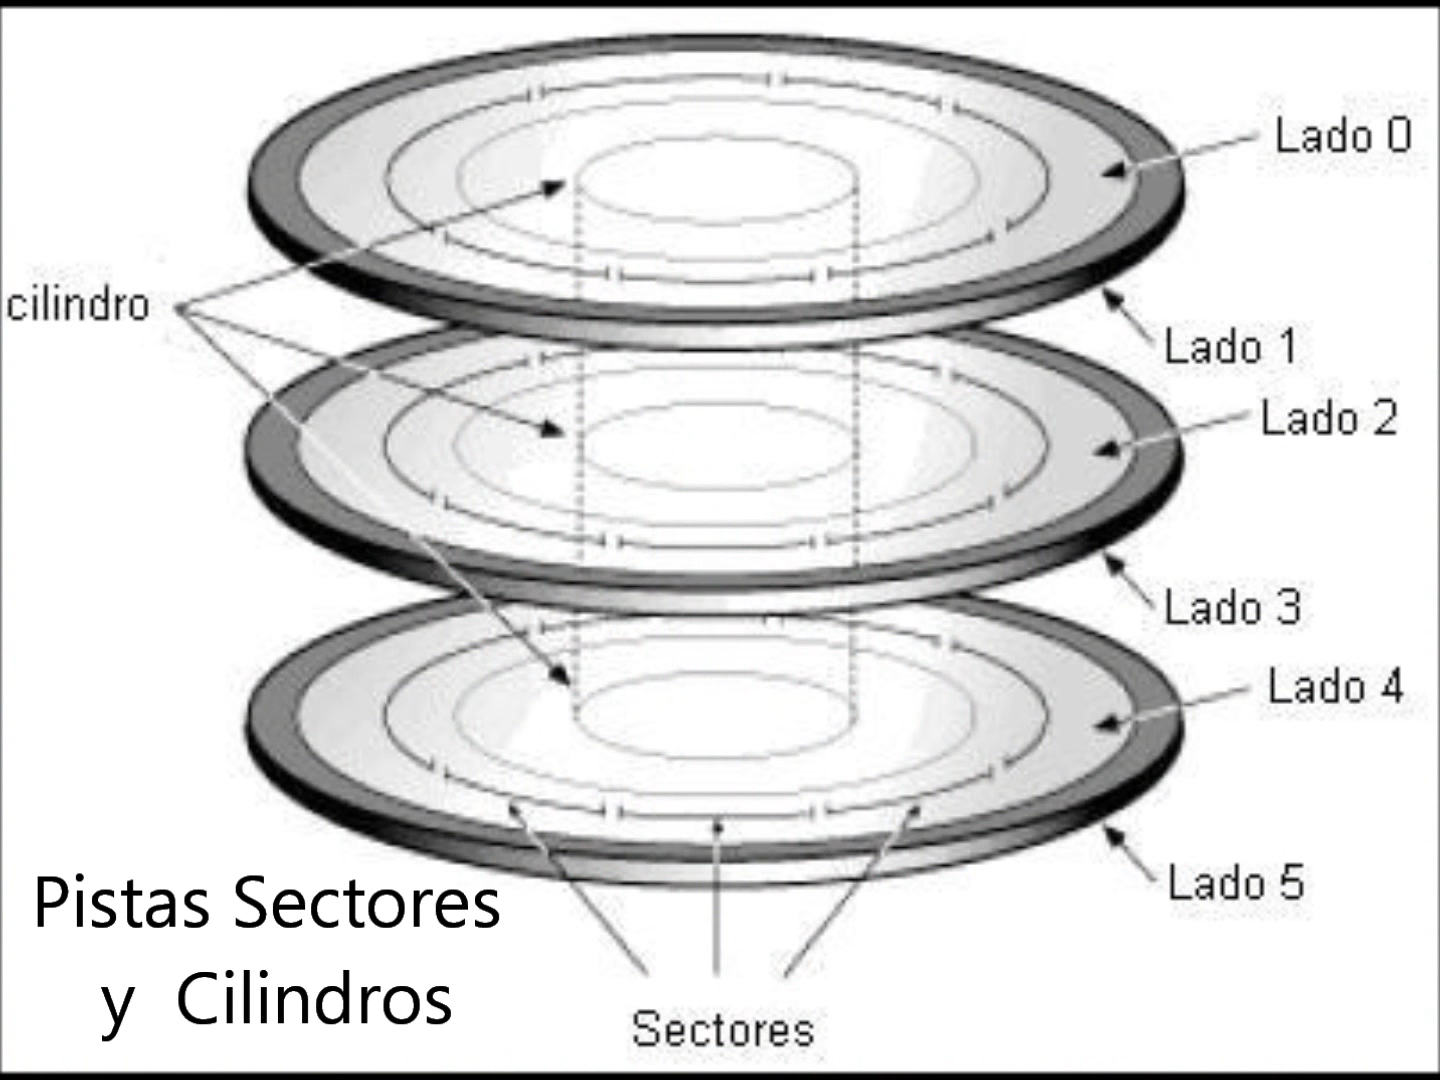 Lado 0
cilindro
Lado 1
Lado 2
Lado 3
Lado 4
Lado 5
Pistas Sectores
y Cilindros
Sectores